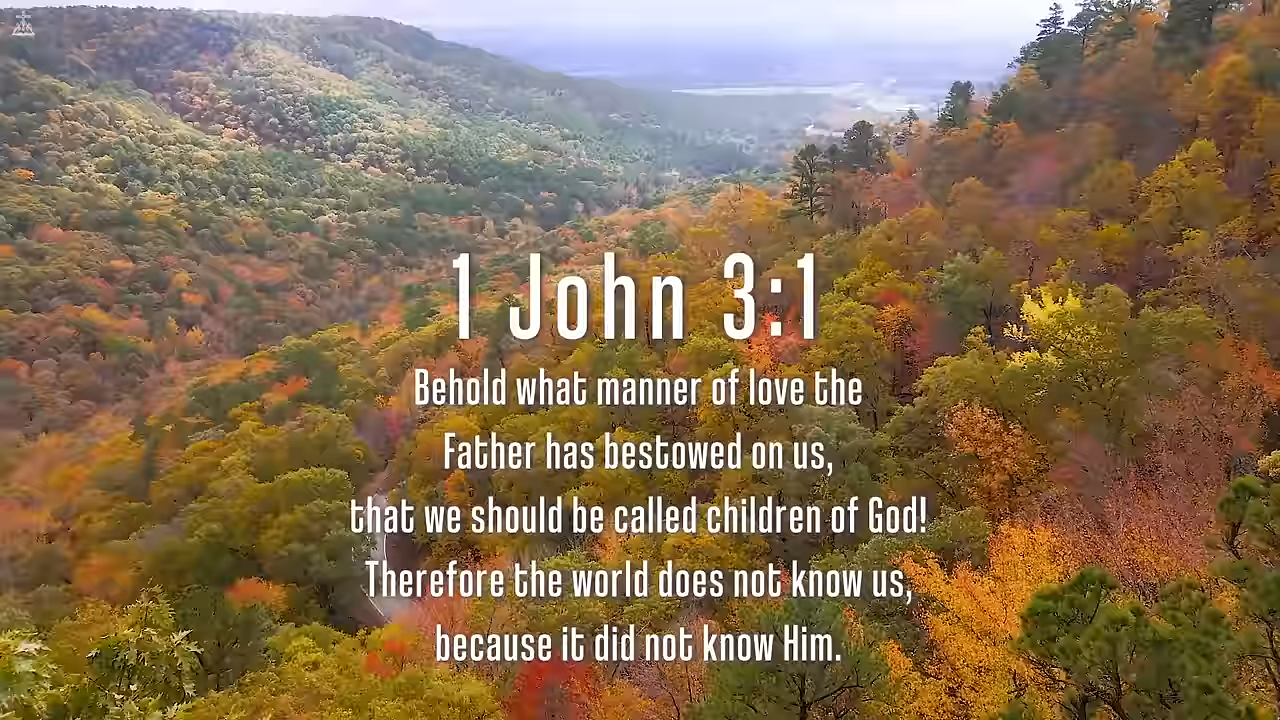 1 John 3:1
Behold what manner of love the
Father has bestowed on us,
that we should be called children of God!
Therefore the world does not know us,
because it did not know Him.